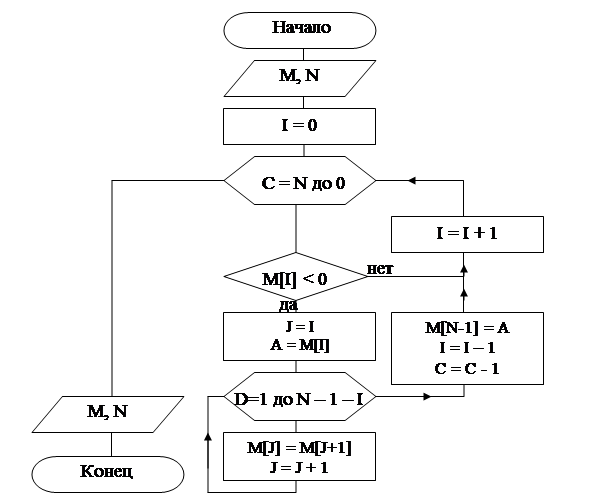 Начало
M, N
I = 0
C = N до 0
I = I + 1
M[I] < 0
нет
да
J = I
A = M[I]
M[N-1] = A
I = I – 1
C = C - 1
D=1 до N – 1 – I
M, N
M[J] = M[J+1]
J = J + 1
Конец